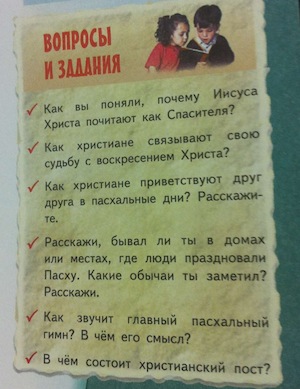 ВОПРОСЫ
И ЗАДАНИЯ
Как вы поняли, почему Иисуса
Христа почитают как Спасителя?
Как христиане связывают свою
судьбу с воскресением Христа?
Как христиане приветствуют друг
друга в пасхальные дни? Расскажи-
те.
Расскажи, бывал ли ты в домах
или местах, где люди праздновали
Пасху. Какие обычаи ты заметил?
Расскажи.
Как звучит главный пасхальный
гимн? В чём его смысл?
В чём состоит христианский пост?